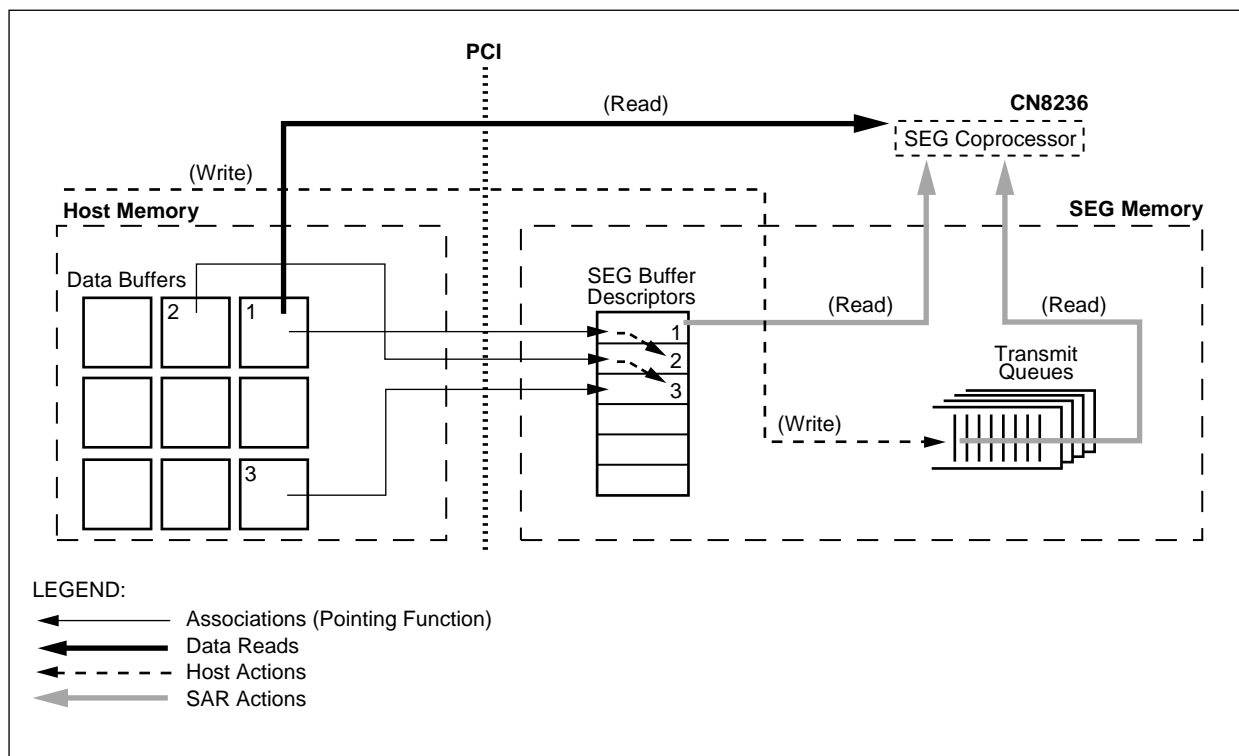 PCI
(Read)
CN8236
SEG Coprocessor
(Write)
Host Memory
SEG Memory
Data Buffers
2
1
3
SEG Buffer
Descriptors
1
2
3
(Read)
(Read)
Transmit
Queues
(Write)
LEGEND:
Associations (Pointing Function)
Data Reads
Host Actions
SAR Actions